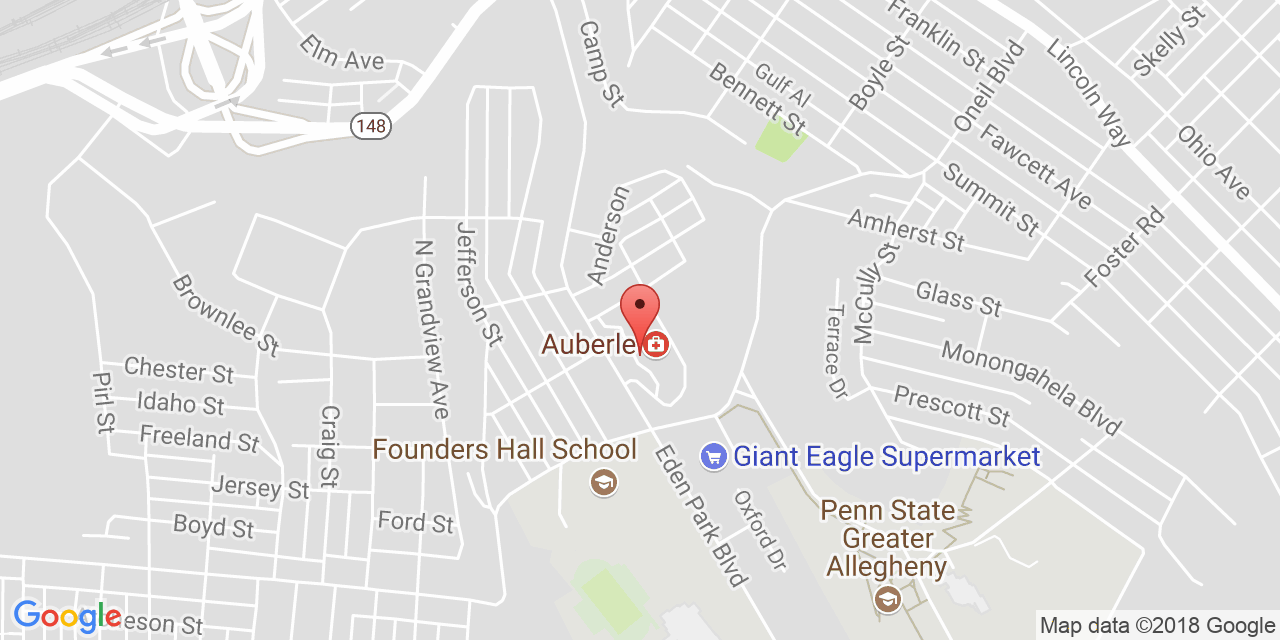 Elm Ave
148
Camp St
Franklin St
Boyle St
Gulf Al
Bennett St
Oneil Blvd
Lincoln Way
Skelly St
Ohio Ave
Fawcett Ave
Summit St
Foster Rd
Amherst St
McCully St
Glass St
Terrace Dr
Monongahela Blvd
Prescott St
Anderson
Jefferson St
N Grandview Ave
Brownlee St
Chester St
Idaho St
Freeland St
Pirl St
Craig St
Jersey St
Boyd St
Ford St
Auberle
Founders Hall School
Giant Eagle Supermarket
Eden Park Blvd
Oxford Dr
Penn State
Greater
Allegheny
Google
Map data ©2018 Google